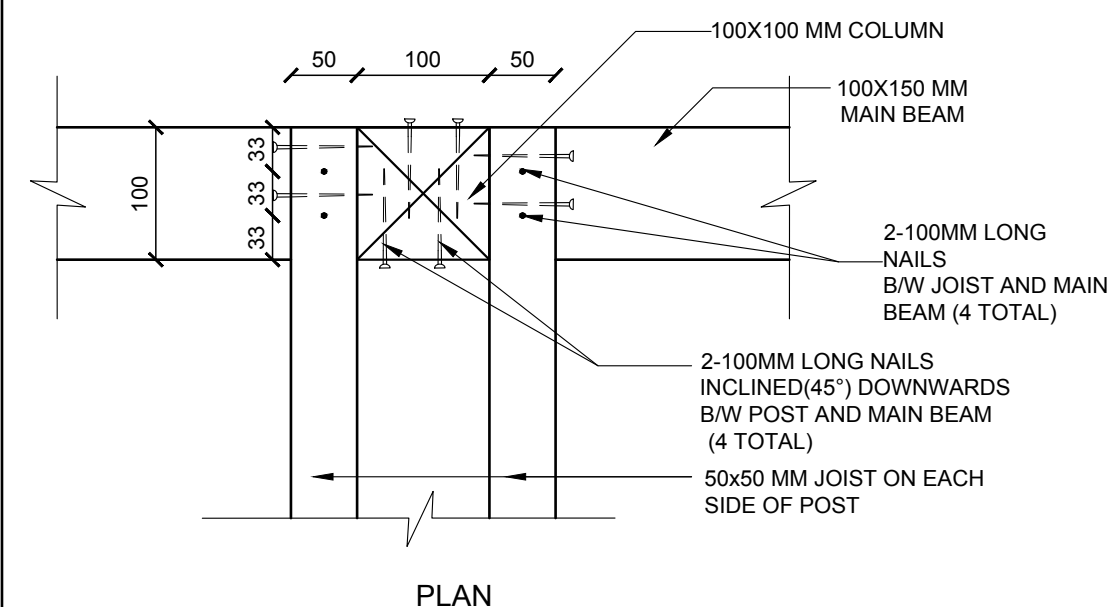 100X100 MM COLUMN
50
100
50
100X150 MM
MAIN BEAM
33
33
33
100
2-100MM LONG
NAILS
B/W JOIST AND MAIN
BEAM (4 TOTAL)
2-100MM LONG NAILS
INCLINED(45°) DOWNWARDS
B/W POST AND MAIN BEAM
(4 TOTAL)
50x50 MM JOIST ON EACH
SIDE OF POST
PLAN